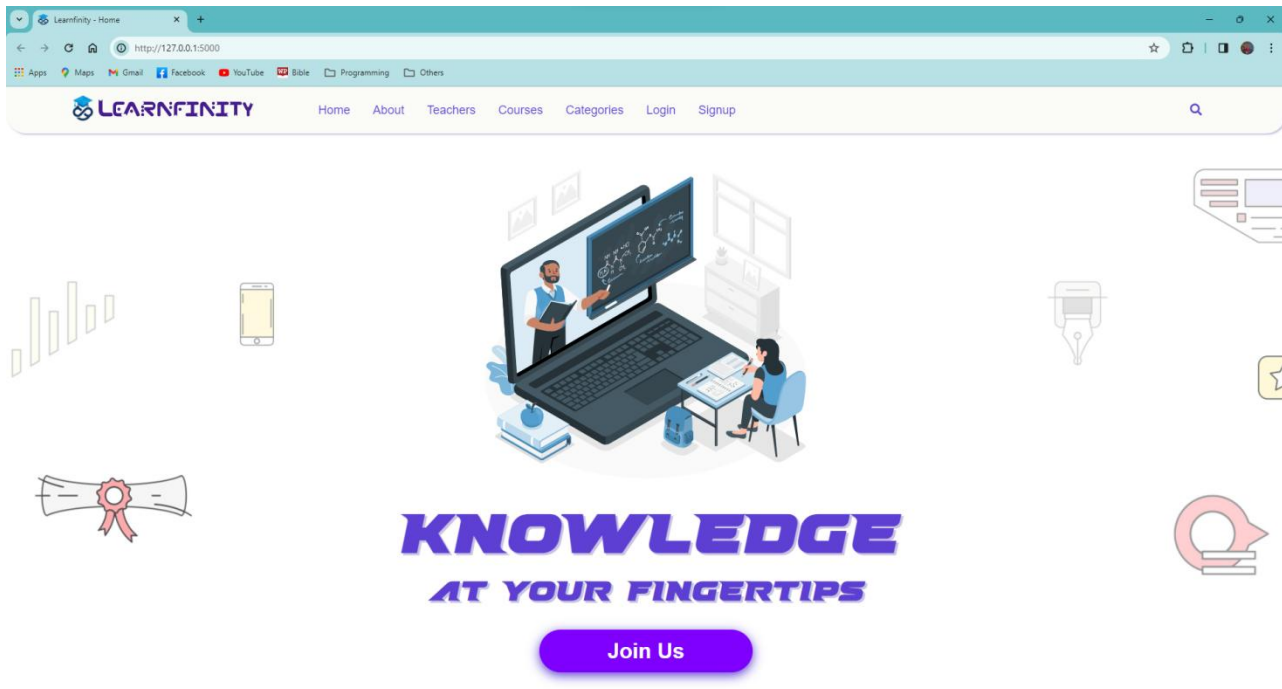 Learnfinity - Home
http://127.0.0.1:5000
Apps Maps Gmail Facebook YouTube Bible Programming Others
LEARNFINITY Home About Teachers Courses Categories Login Signup
KNOWLEDGE
AT YOUR FINGERTIPS
Join Us